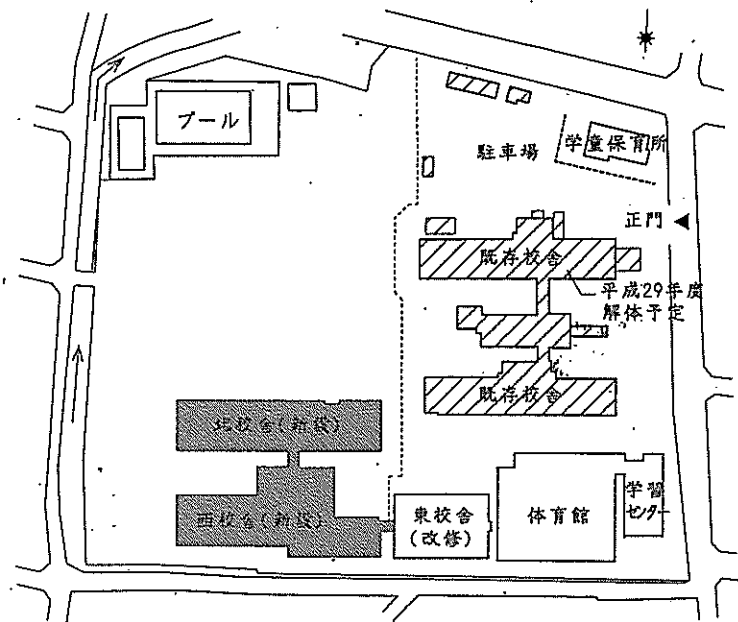 プール
駐車場
学童保育所
正門
既存校舎
平成29年度
解体予定
既存校舎
北校舎(新設)
西校舎(新設)
東校舎
(改修)
体育館
学習
センター